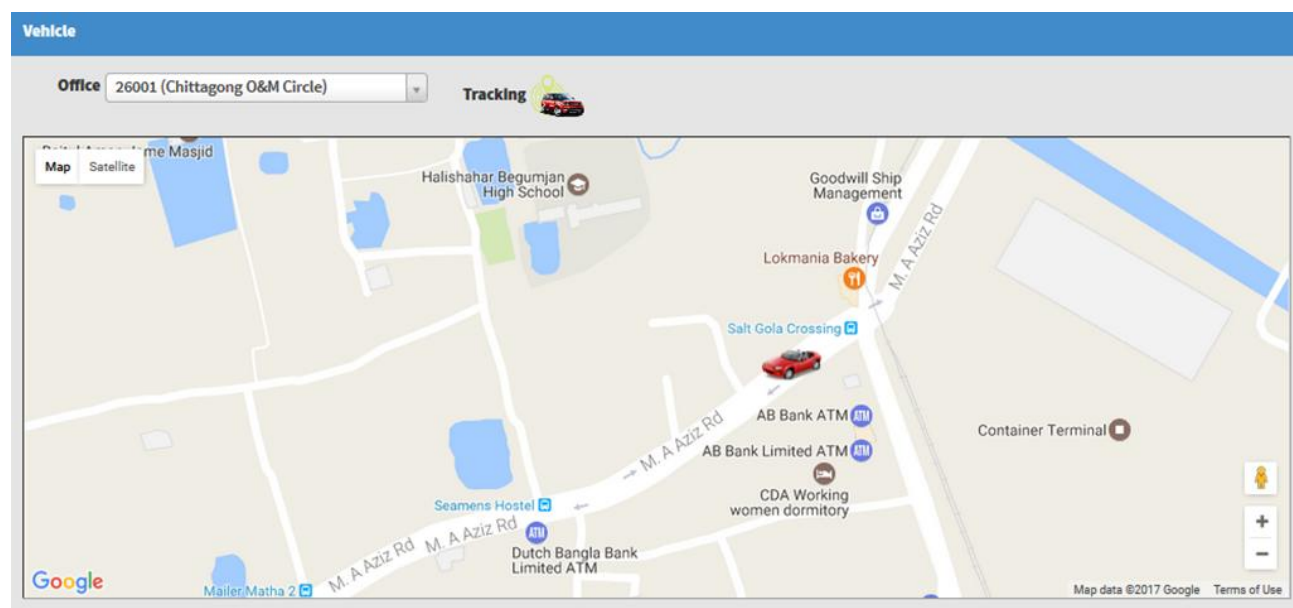 Vehicle
Office 26001 (Chittagong O&M Circle)
Tracking
me Masjid
Map Satellite
Halishahar Begumjan
High School
Goodwill Ship
Management
M. A Aziz Rd
Lokmania Bakery
Salt Gola Crossing
AB Bank ATM ATM
M. A Aziz Rd
AB Bank Limited ATM ATM
Container Terminal
CDA Working
women dormitory
Seamens Hostel
M. A Aziz Rd
ATM
Dutch Bangla Bank
Limited ATM
M. A Aziz Rd
Google
Mailer Matha 2
Map data ©2017 Google Terms of Use